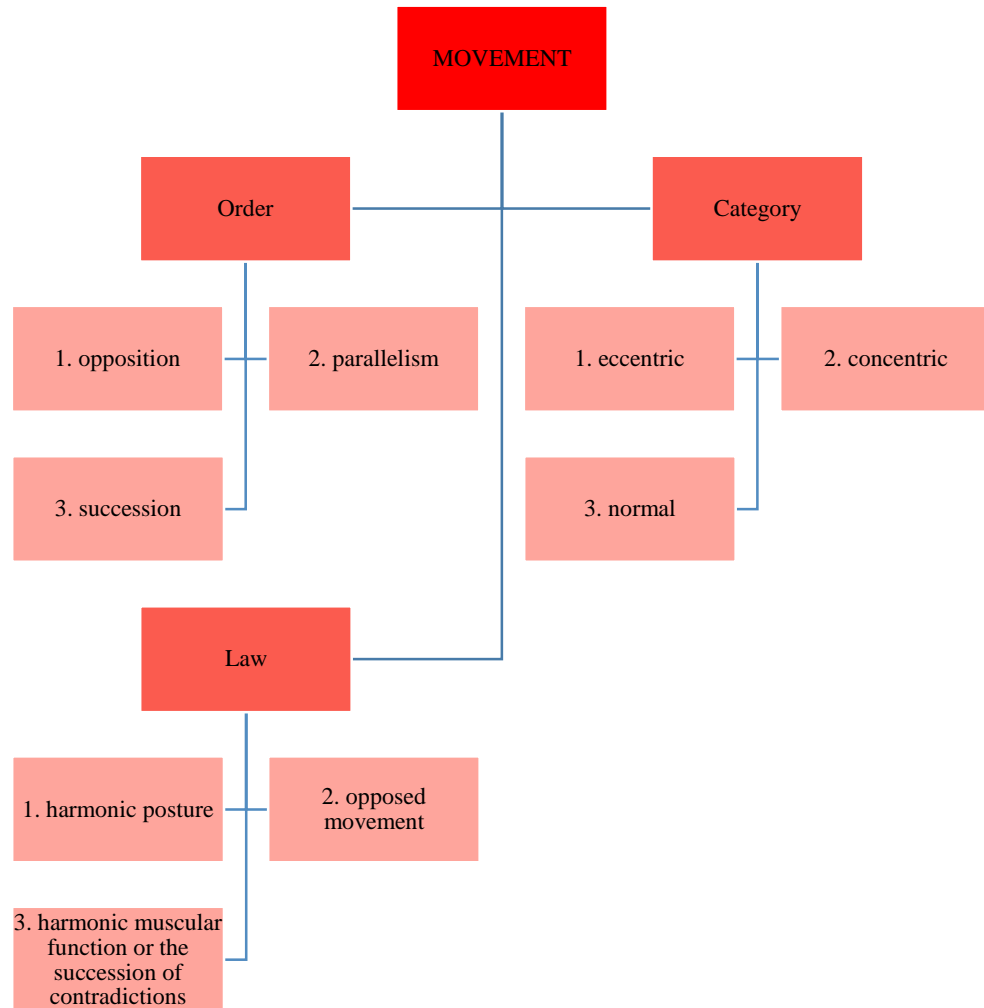 MOVEMENT
Order
Category
1. opposition
2. parallelism
1. eccentric
2. concentric
3. succession
3. normal
Law
1. harmonic posture
2. opposed
movement
3. harmonic muscular
function or the
succession of
contradictions